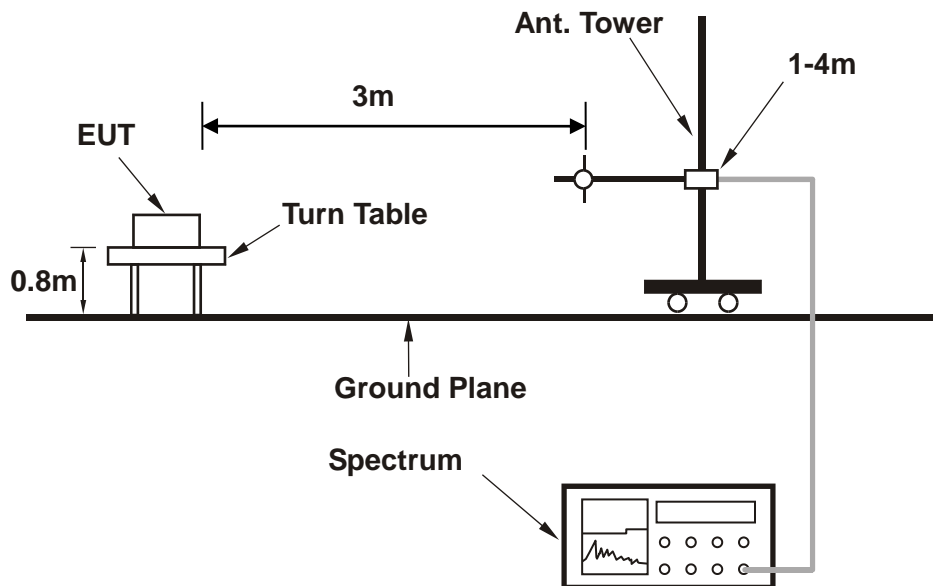 Ant. Tower
1-4m
3m
EUT
Turn Table
0.8m
Ground Plane
Spectrum